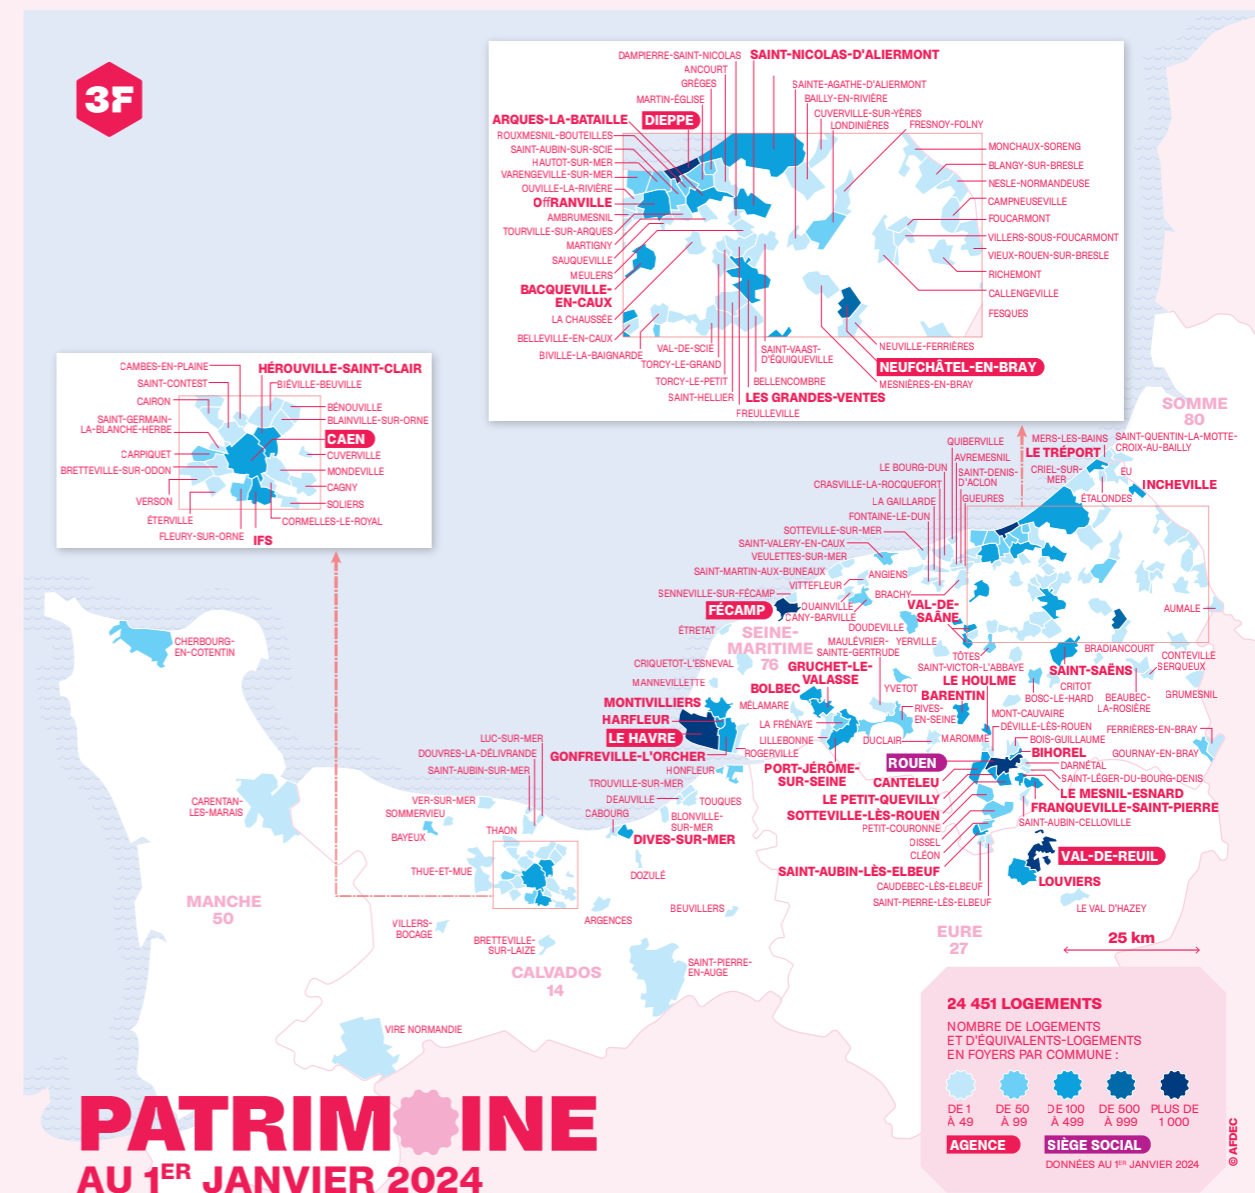 3F
DAMPIERRE-SAINT-NICOLAS
SAINT-NICOLAS-D'ALIERMONT
ANCOURT
GRÈGES
MARTIN-ÉGLISE
SAINTE-AGATHE-D'ALIERMONT
BAILLY-EN-RIVIÈRE
CUVERVILLE-SUR-YÈRES
LONDINIÈRES
FRESNOY-FOLNY
ARQUES-LA-BATAILLE
DIEPPE
ROUXMESNIL-BOUTEILLES
SAINT-AUBIN-SUR-SCIE
HAUTOT-SUR-MER
VARENGEVILLE-SUR-MER
OUVILLE-LA-RIVIÈRE
OffRANVILLE
AMBRUMESNIL
TOURVILLE-SUR-ARQUES
MARTIGNY
SAUQUEVILLE
MEULERS
BACQUEVILLE-
EN-CAUX
LA CHAUSSÉE
BELLEVILLE-EN-CAUX
BIVILLE-LA-BAIGNARDE
VAL-DE-SCIE
TORCY-LE-GRAND
TORCY-LE-PETIT
SAINT-HELLIER
FREULLEVILLE
LES GRANDES-VENTES
BELLENCOMBRE
SAINT-VAAST-
D'ÉQUIQUEVILLE
MONCHAUX-SORENG
BLANGY-SUR-BRESLE
NESLE-NORMANDEUSE
CAMPNEUSEVILLE
FOUCARMONT
VILLERS-SOUS-FOUCARMONT
VIEUX-ROUEN-SUR-BRESLE
RICHEMONT
CALLENGEVILLE
FESQUES
NEUVILLE-FERRIÈRES
NEUFCHÂTEL-EN-BRAY
MESNIÈRES-EN-BRAY
CAMBES-EN-PLAINE
HÉROUVILLE-SAINT-CLAIR
SAINT-CONTEST
BIÉVILLE-BEUVILLE
CAIRON
BÉNOUVILLE
SAINT-GERMAIN-
LA-BLANCHE-HERBE
BLAINVILLE-SUR-ORNE
CAEN
CARPIQUET
CUVERVILLE
BRETTEVILLE-SUR-ODON
MONDEVILLE
CAGNY
VERSON
SOLIERS
ÉTERVILLE
CORMELLES-LE-ROYAL
FLEURY-SUR-ORNE
IFS
SOMME
80
QUIBERVILLE
MERS-LES-BAINS
SAINT-QUENTIN-LA-MOTTE-
CROIX-AU-BAILLY
AVREMESNIL
LE TRÉPORT
LE BOURG-DUN
SAINT-DENIS-
D'ACLON
CRIEL-SUR-
MER
EU
CRASVILLE-LA-ROCQUEFORT
INCHEVILLE
LA GAILLARDE
GUEURES
ÉTALONDES
FONTAINE-LE-DUN
SOTTEVILLE-SUR-MER
SAINT-VALERY-EN-CAUX
VEULETTES-SUR-MER
SAINT-MARTIN-AUX-BUNEAUX
ANGIENS
VITTEFLEUR
SENNEVILLE-SUR-FÉCAMP
BRACHY
FÉCAMP
OUAINVILLE
CANY-BARVILLE
VAL-DE-
SAÂNE
AUMALE
ÉTRETAT
DOUDEVILLE
SEINE-
MARITIME
76
MAULÉVRIER-
SAINTE-GERTRUDE
YERVILLE
TÔTES
BRADIANCOURT
CONTEVILLE
SERQUEUX
CRIQUETOT-L'ESNEVAL
GRUCHET-LE-
VALASSE
SAINT-VICTOR-L'ABBAYE
SAINT-SAËNS
MANNEVILLETTE
BOLBEC
YVETOT
LE HOULME
CRITOT
BARENTIN
BOSC-LE-HARD
BEAUBEC-
LA-ROSIÈRE
GRUMESNIL
MONTIVILLIERS
MÉLAMARE
RIVES-
EN-SEINE
MONT-CAUVAIRE
HARFLEUR
LA FRÉNAYE
DÉVILLE-LÈS-ROUEN
FERRIÈRES-EN-BRAY
LE HAVRE
LILLEBONNE
DUCLAIR
MAROMME
BOIS-GUILLAUME
GONFREVILLE-L'ORCHER
ROGERVILLE
BIHOREL
GOURNAY-EN-BRAY
LUC-SUR-MER
DOUVRES-LA-DÉLIVRANDE
SAINT-AUBIN-SUR-MER
HONFLEUR
PORT-JÉRÔME-
SUR-SEINE
ROUEN
DARNÉTAL
SAINT-LÉGER-DU-BOURG-DENIS
TROUVILLE-SUR-MER
CANTELEU
LE MESNIL-ESNARD
DEAUVILLE
TOUQUES
LE PETIT-QUEVILLY
FRANQUEVILLE-SAINT-PIERRE
CABOURG
BLONVILLE-
SUR-MER
SOTTEVILLE-LÈS-ROUEN
SAINT-AUBIN-CELLOVILLE
PETIT-COURONNE
DIVES-SUR-MER
OISSEL
CLÉON
VAL-DE-REUIL
DOZULÉ
SAINT-AUBIN-LÈS-ELBEUF
LOUVIERS
CAUDEBEC-LÈS-ELBEUF
SAINT-PIERRE-LÈS-ELBEUF
LE VAL D'HAZEY
CHERBOURG-
EN-COTENTIN
CARENTAN-
LES-MARAIS
VER-SUR-MER
SOMMERVIEU
BAYEUX
THAON
THUE-ET-MUE
MANCHE
50
VILLERS-
BOCAGE
BRETTEVILLE-
SUR-LAIZE
ARGENCES
BEUVILLERS
CALVADOS
14
SAINT-PIERRE-
EN-AUGE
VIRE NORMANDIE
EURE
27
25 km
24 451 LOGEMENTS
NOMBRE DE LOGEMENTS
ET D'ÉQUIVALENTS-LOGEMENTS
EN FOYERS PAR COMMUNE :
DE 1
À 49
DE 50
À 99
DE 100
À 499
DE 500
À 999
PLUS DE
1 000
AGENCE
SIÈGE SOCIAL
DONNÉES AU 1ER JANVIER 2024
© AFDEC
PATRIMOINE
AU 1ER JANVIER 2024